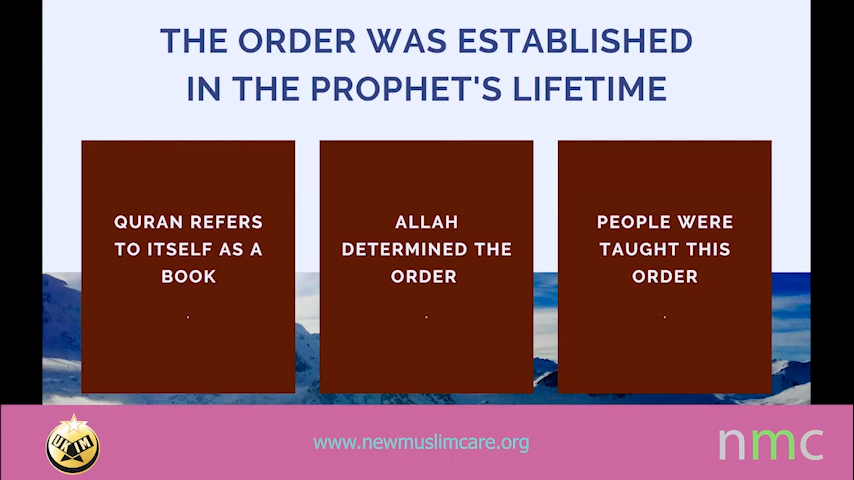 THE ORDER WAS ESTABLISHED
IN THE PROPHET'S LIFETIME
QURAN REFERS
TO ITSELF AS A
BOOK
.
ALLAH
DETERMINED THE
ORDER
.
PEOPLE WERE
TAUGHT THIS
ORDER
.
UKIM
www.newmuslimcare.org
nmc